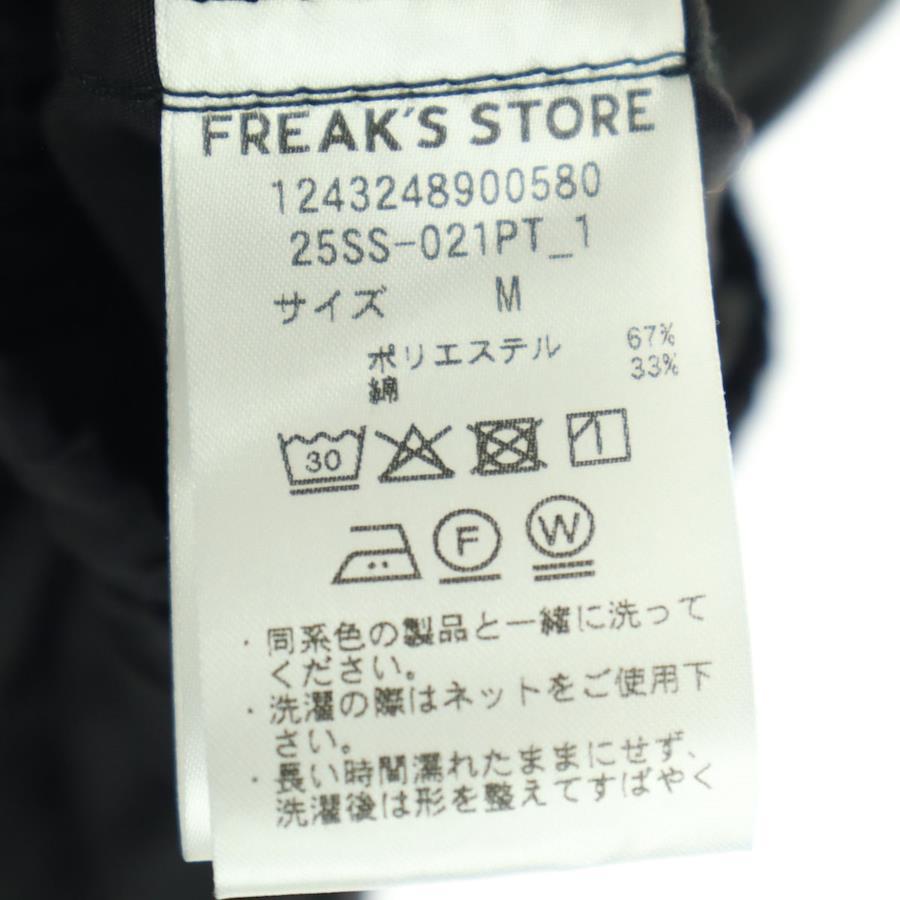 FREAK'S STORE
1243248900580
25SS-021PT_1
サイズ M
ポリエステル 67%
綿 33%
30
F W
・同系色の製品と一緒に洗って
ください。
・洗濯の際はネットをご使用下
さい。
・長い時間濡れたままにせず、
洗濯後は形を整えてすばやく